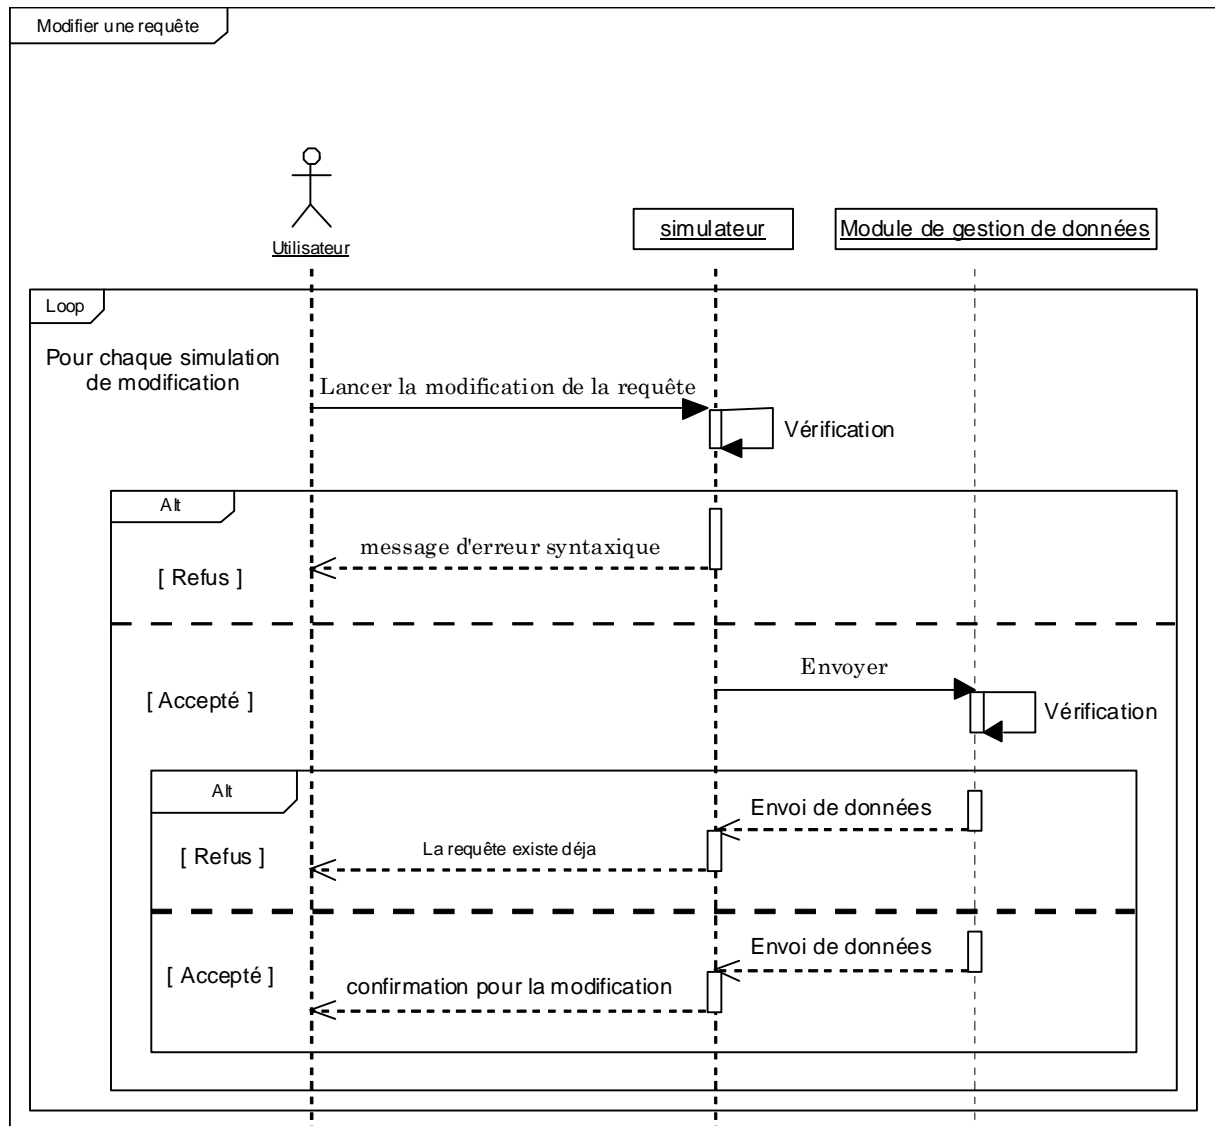 Modifier une requête
Utilisateur
simulateur
Module de gestion de données
Loop
Pour chaque simulation
de modification
Lancer la modification de la requête
Vérification
Alt
message d'erreur syntaxique
[ Refus ]
Envoyer
[ Accepté ]
Vérification
Alt
Envoi de données
La requête existe déja
[ Refus ]
Envoi de données
[ Accepté ]
confirmation pour la modification